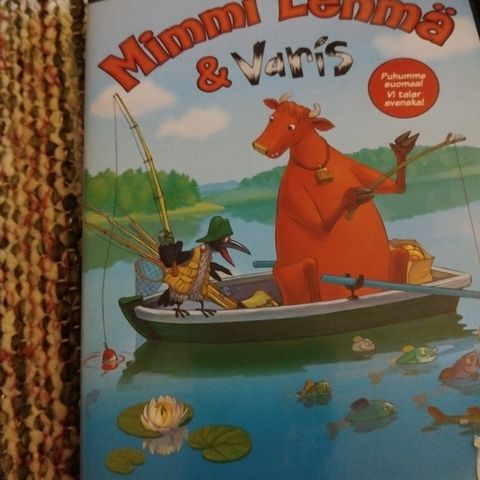 Mimmi Lehmä
& Varis
Puhumme
suomea!
Vi talar
svenska!